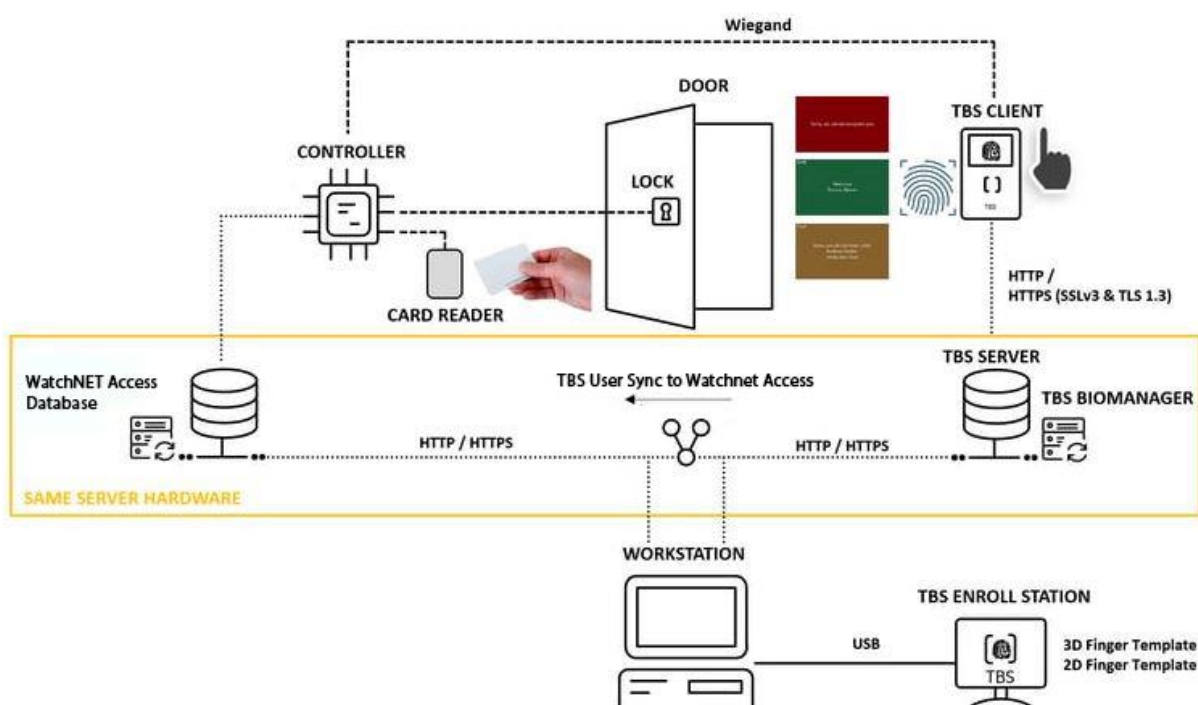 Wiegand
DOOR
TBS CLIENT
CONTROLLER
LOCK
TBS
CARD READER
HTTP /
HTTPS (SSLv3 & TLS 1.3)
WatchNET Access
Database
TBS User Sync to Watchnet Access
TBS SERVER
TBS BIOMANAGER
HTTP / HTTPS
HTTP / HTTPS
SAME SERVER HARDWARE
WORKSTATION
TBS ENROLL STATION
USB
3D Finger Template
2D Finger Template
TBS